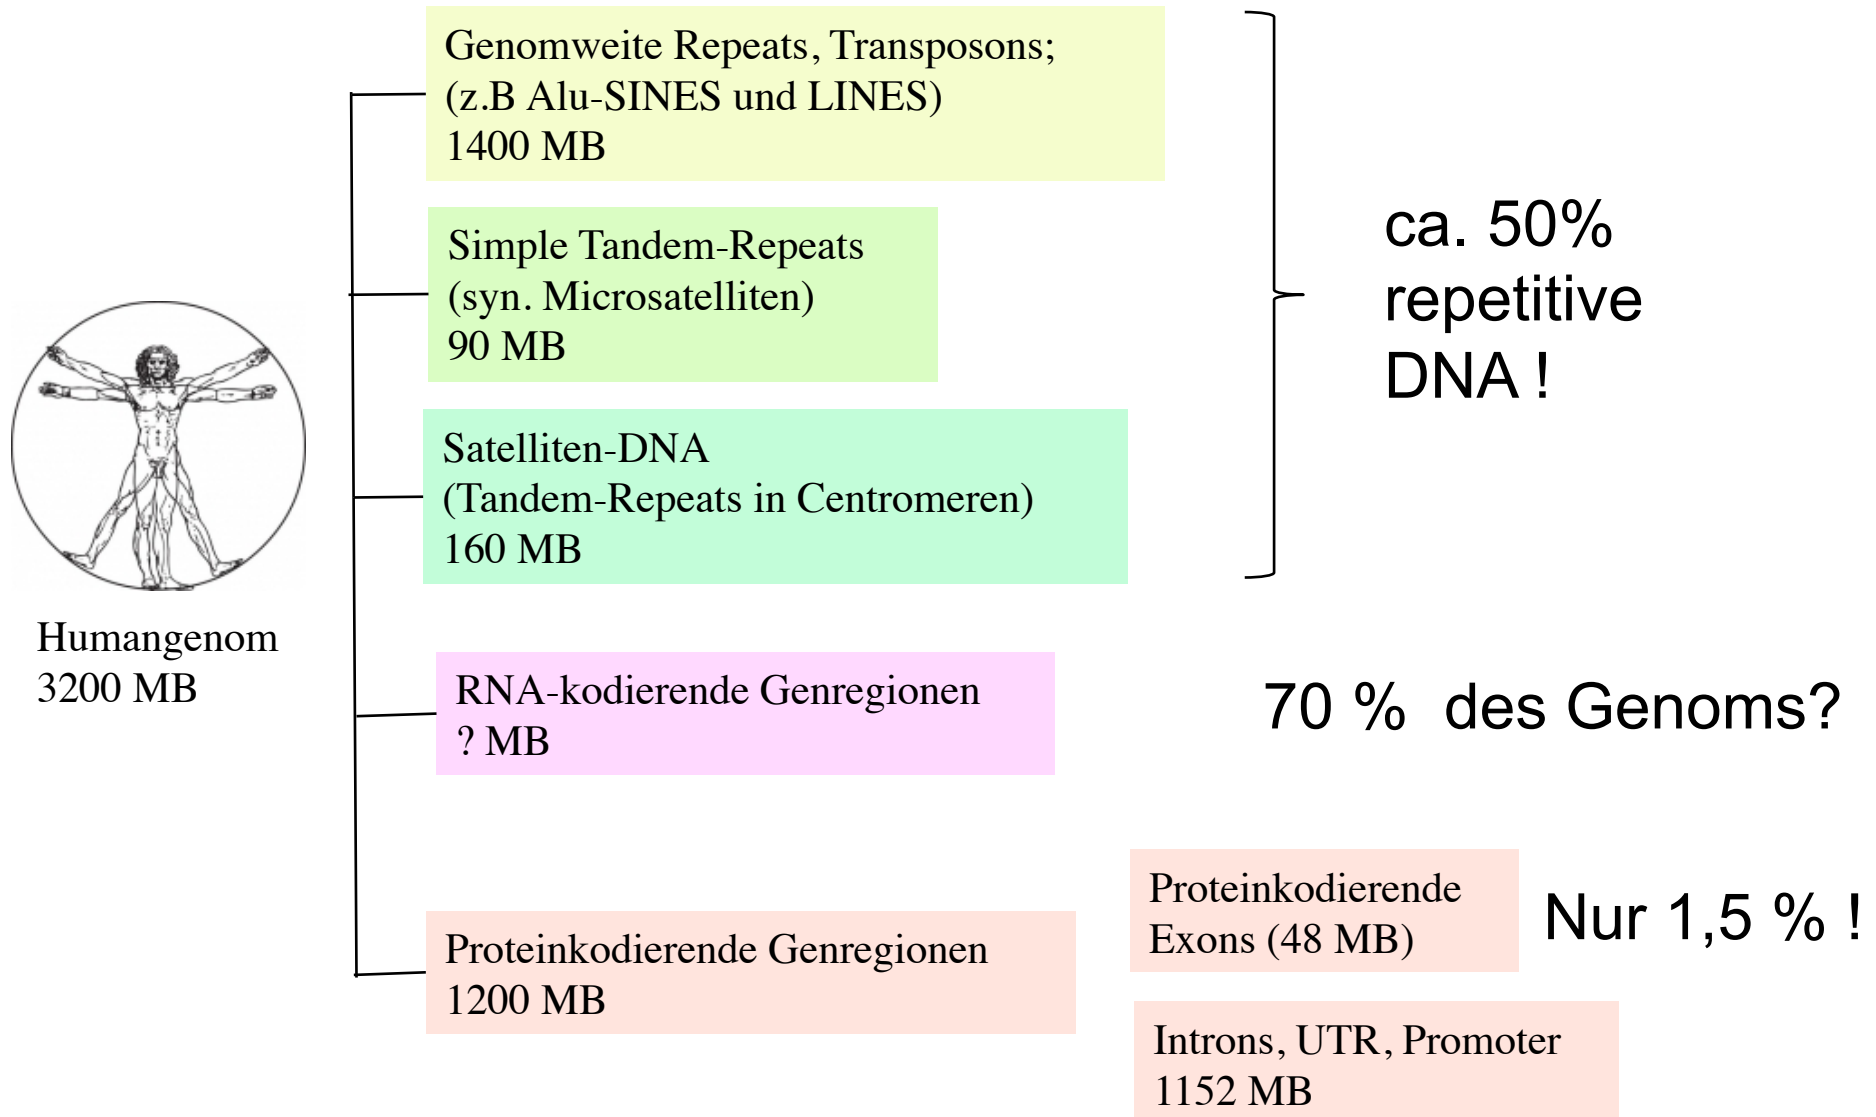 Genomweite Repeats, Transposons;
(z.B Alu-SINES und LINES)
1400 MB
Simple Tandem-Repeats
(syn. Microsatelliten)
90 MB
Satelliten-DNA
(Tandem-Repeats in Centromeren)
160 MB
ca. 50%
repetitive
DNA !
Humangenom
3200 MB
RNA-kodierende Genregionen
? MB
70 % des Genoms?
Proteinkodierende Genregionen
1200 MB
Proteinkodierende
Exons (48 MB)
Nur 1,5 % !
Introns, UTR, Promoter
1152 MB